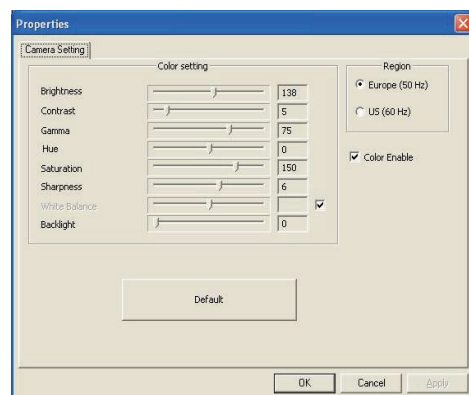 Properties
Camera Setting
Color setting
Brightness 138
Contrast 5
Gamma 75
Hue 0
Saturation 150
Sharpness 6
White Balance
Backlight 0
Region
Europe (50 Hz)
US (60 Hz)
Color Enable
Default
OK Cancel Apply